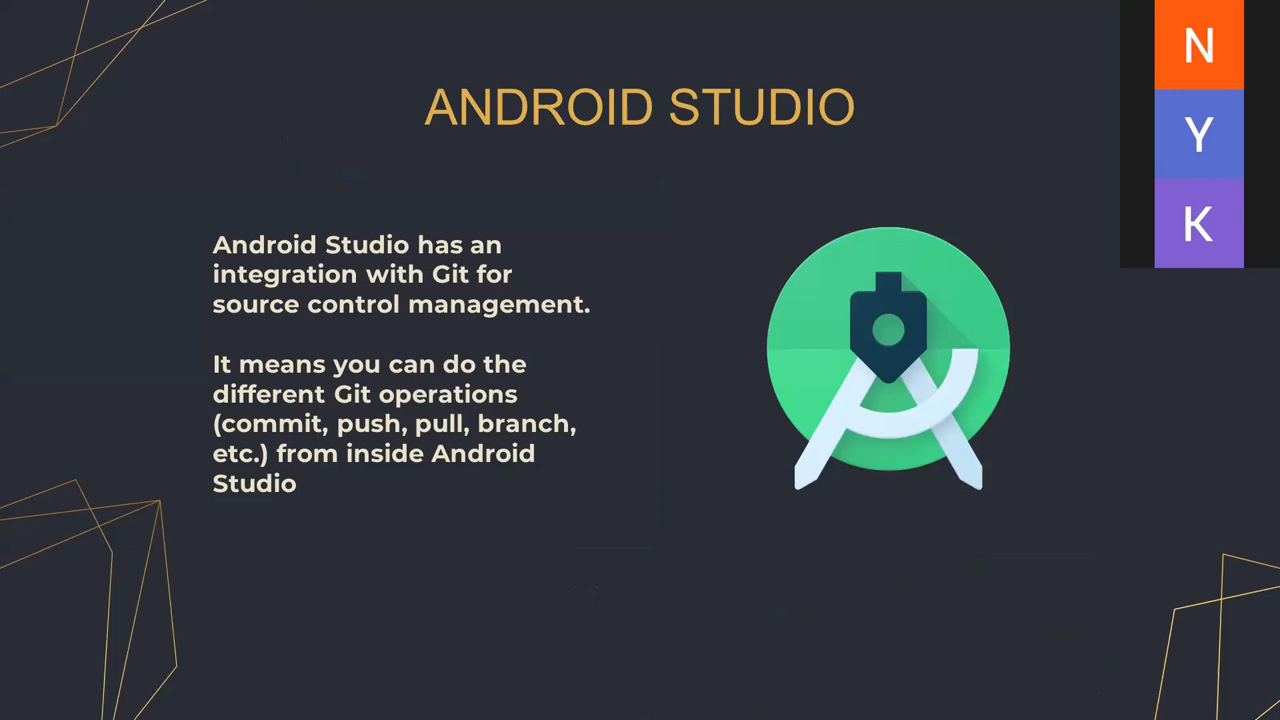 ANDROID STUDIO
Android Studio has an
integration with Git for
source control management.
It means you can do the
different Git operations
(commit, push, pull, branch,
etc.) from inside Android
Studio
N
Y
K